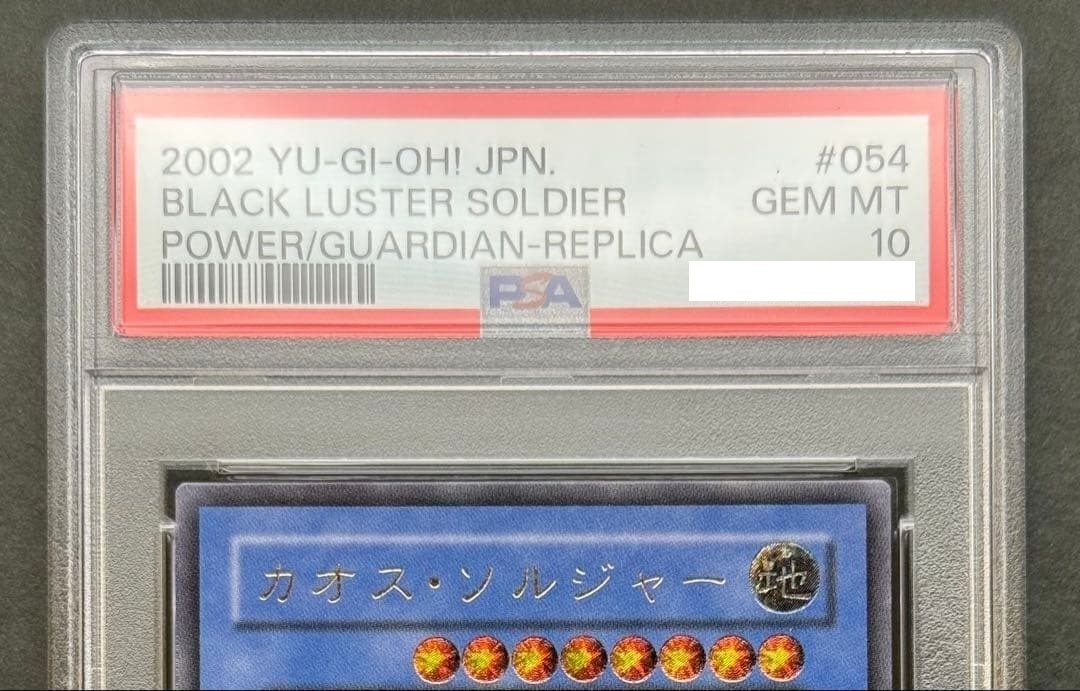 2002 YU-GI-OH! JPN. #054
BLACK LUSTER SOLDIER GEM MT
POWER/GUARDIAN-REPLICA 10
PSA
カオス・ソルジャー 地